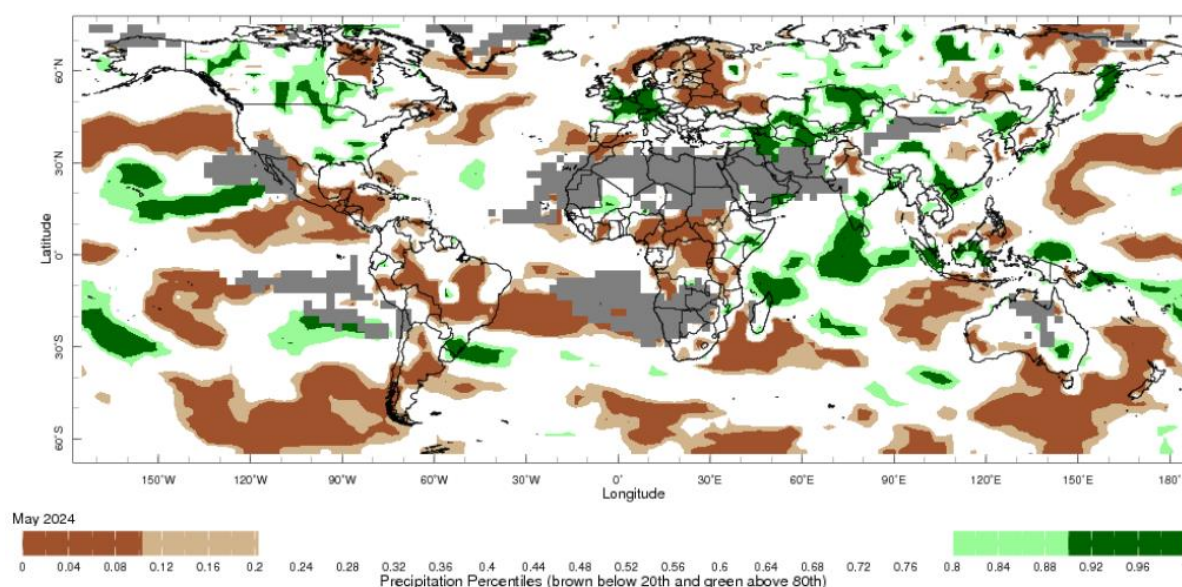 60°N
30°N
0°
30°S
60°S
Latitude
150°W 120°W 90°W 60°W 30°W 0° 30°E 60°E 90°E 120°E 150°E 180°
Longitude
May 2024
0 0.04 0.08 0.12 0.16 0.2 0.24 0.28 0.32 0.36 0.4 0.44 0.48 0.52 0.56 0.6 0.64 0.68 0.72 0.76 0.8 0.84 0.88 0.92 0.96
Precipitation Percentiles (brown below 20th and green above 80th)